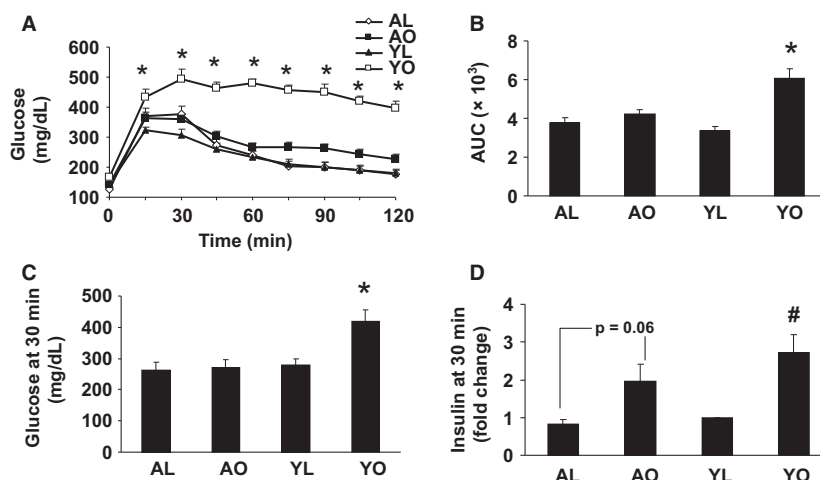 A
AL
AO
YL
YO
Glucose
(mg/dL)
600
500
400
300
200
100
* * * * * * * *
0 30 60 90 120
Time (min)
B
AUC (× 10³)
8
6
4
2
0
*
AL AO YL YO
C
Glucose at 30 min
(mg/dL)
500
400
300
200
100
0
*
AL AO YL YO
D
Insulin at 30 min
(fold change)
4
3
2
1
0
p = 0.06
#
AL AO YL YO